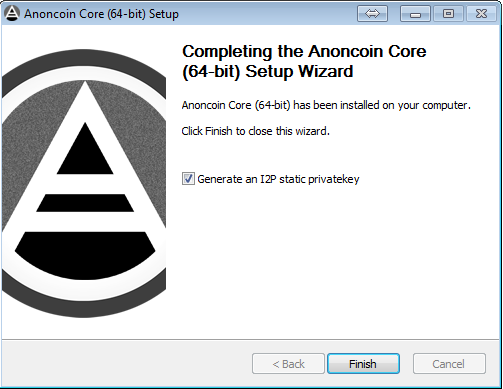 Anoncoin Core (64-bit) Setup
Completing the Anoncoin Core
(64-bit) Setup Wizard
Anoncoin Core (64-bit) has been installed on your computer.
Click Finish to close this wizard.
Generate an I2P static privatekey
< Back
Finish
Cancel